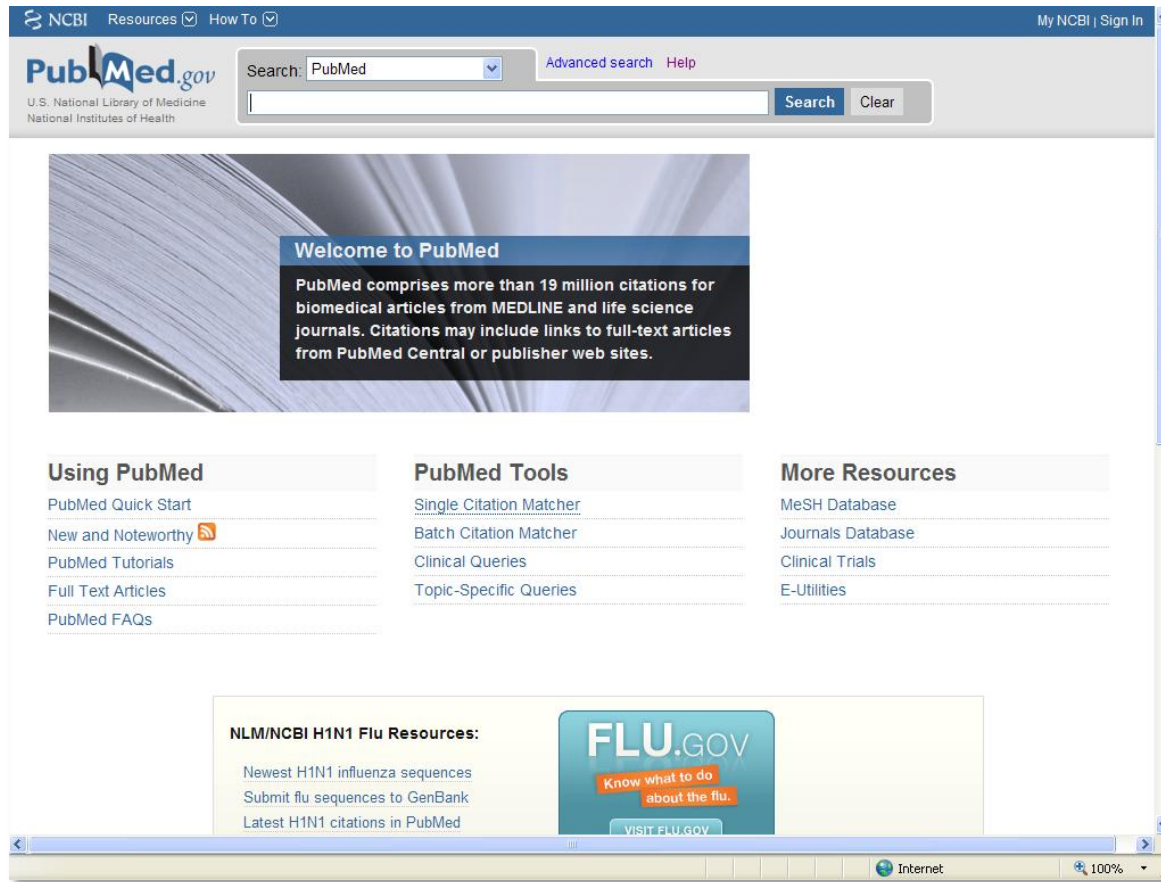 NCBI Resources How To My NCBI | Sign In
PubMed.gov
U.S. National Library of Medicine
National Institutes of Health
Search: PubMed
Advanced search Help
Search Clear
Welcome to PubMed
PubMed comprises more than 19 million citations for
biomedical articles from MEDLINE and life science
journals. Citations may include links to full-text articles
from PubMed Central or publisher web sites.
Using PubMed
PubMed Quick Start
New and Noteworthy
PubMed Tutorials
Full Text Articles
PubMed FAQs
PubMed Tools
Single Citation Matcher
Batch Citation Matcher
Clinical Queries
Topic-Specific Queries
More Resources
MeSH Database
Journals Database
Clinical Trials
E-Utilities
NLM/NCBI H1N1 Flu Resources:
Newest H1N1 influenza sequences
Submit flu sequences to GenBank
Latest H1N1 citations in PubMed
FLU.GOV
Know what to do
about the flu.
VISIT FLU.GOV
Internet 100%